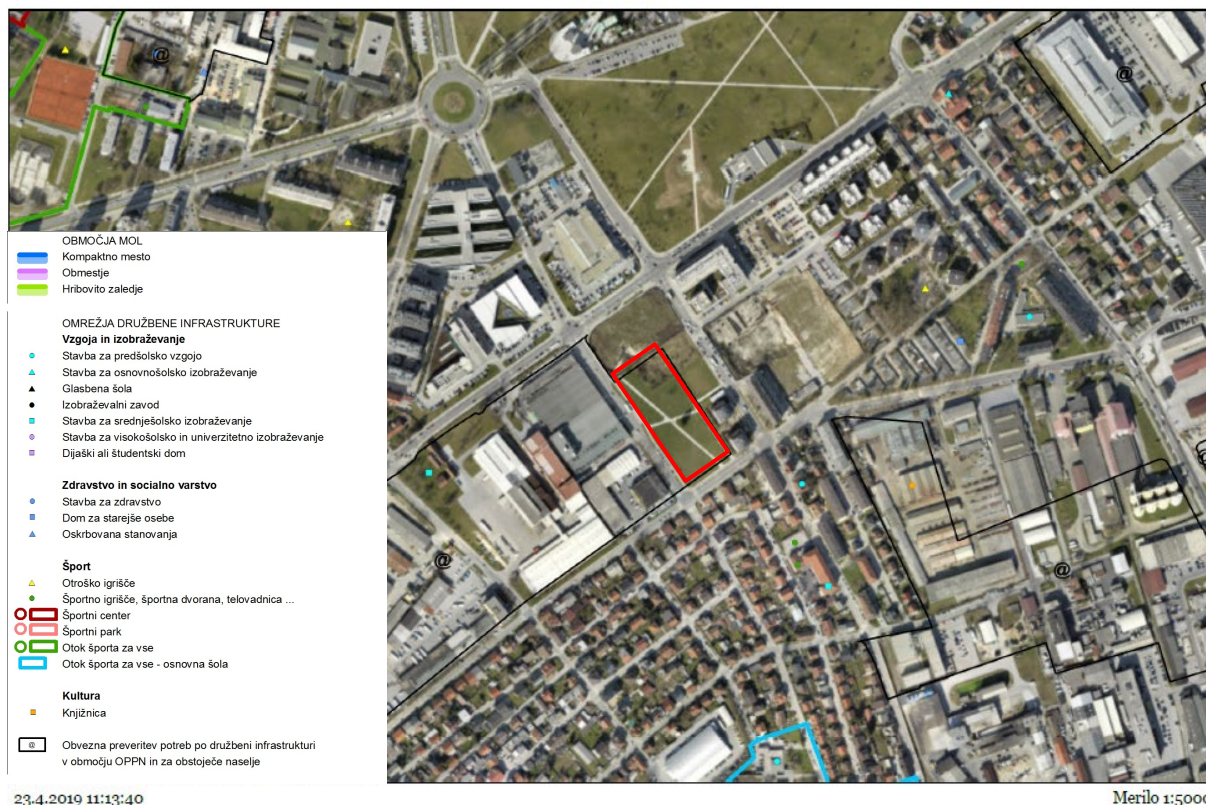 OBMOČJA MOL
Kompaktno mesto
Obmestje
Hribovito zaledje
OMREŽJA DRUŽBENE INFRASTRUKTURE
Vzgoja in izobraževanje
Stavba za predšolsko vzgojo
Stavba za osnovnošolsko izobraževanje
Glasbena šola
Izobraževalni zavod
Stavba za srednješolsko izobraževanje
Stavba za visokošolsko in univerzitetno izobraževanje
Dijaški ali študentski dom
Zdravstvo in socialno varstvo
Stavba za zdravstvo
Dom za starejše osebe
Oskrbovana stanovanja
Šport
Otroško igrišče
Športno igrišče, športna dvorana, telovadnica ...
Športni center
Športni park
Otok športa za vse
Otok športa za vse - osnovna šola
Kultura
Knjižnica
@ Obvezna preveritev potreb po družbeni infrastrukturi
v območju OPPN in za obstoječe naselje
@
@
@
@
23.4.2019 11:13:40
Merilo 1:5000